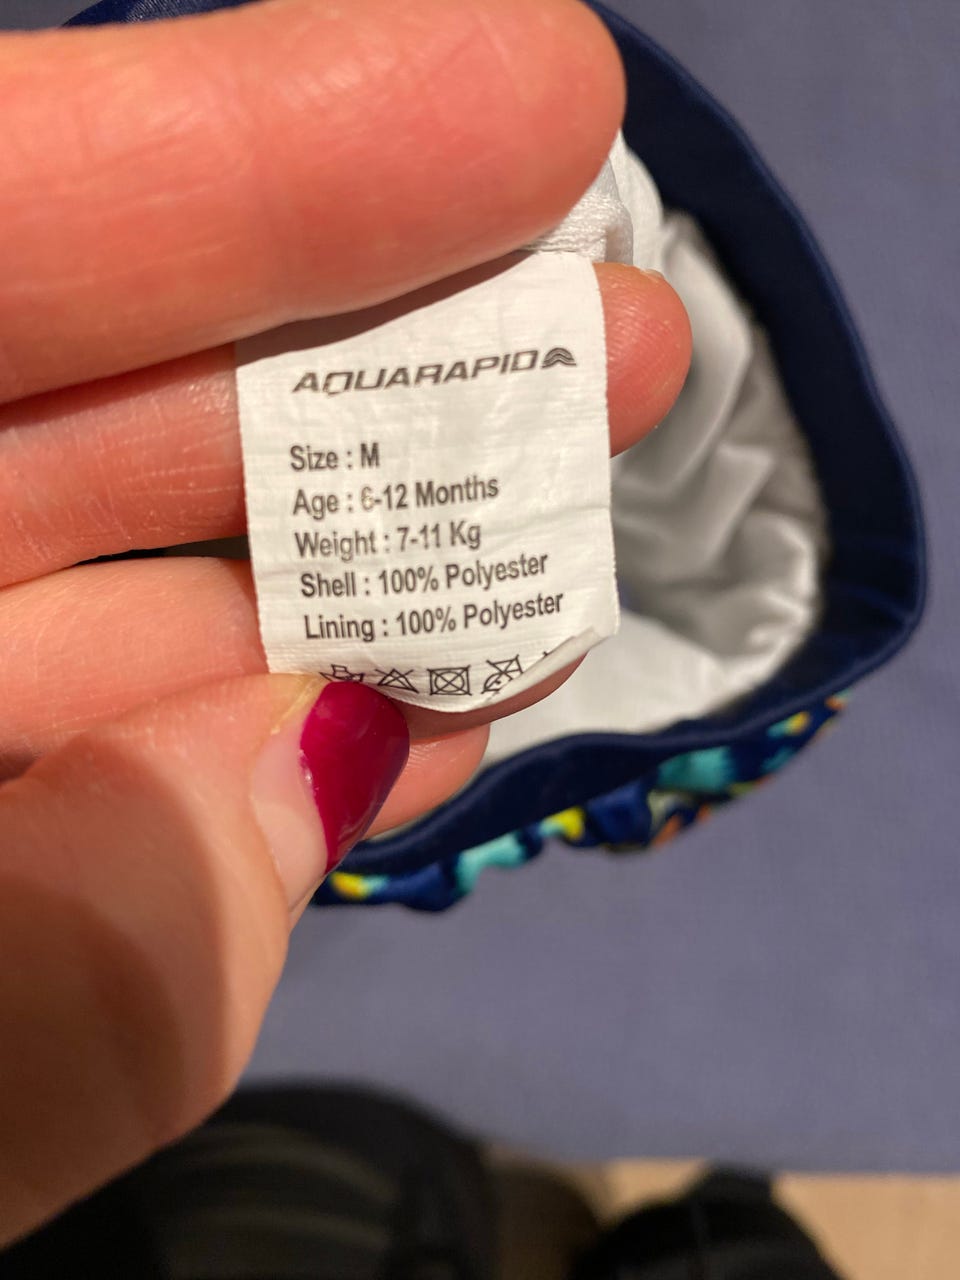 AQUARAPID
Size : M
Age : 6-12 Months
Weight : 7-11 Kg
Shell : 100% Polyester
Lining : 100% Polyester